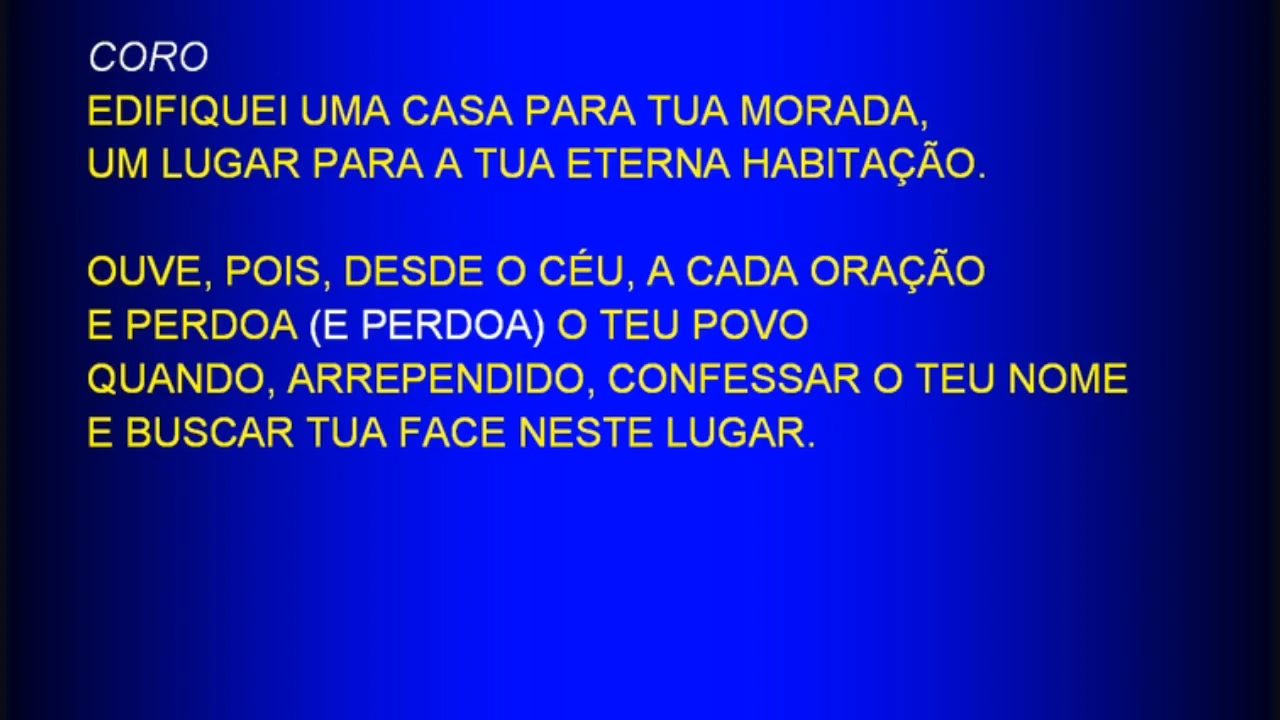 CORO
EDIFIQUEI UMA CASA PARA TUA MORADA,
UM LUGAR PARA A TUA ETERNA HABITAÇÃO.
OUVE, POIS, DESDE O CÉU, A CADA ORAÇÃO
E PERDOA (E PERDOA) O TEU POVO
QUANDO, ARREPENDIDO, CONFESSAR O TEU NOME
E BUSCAR TUA FACE NESTE LUGAR.